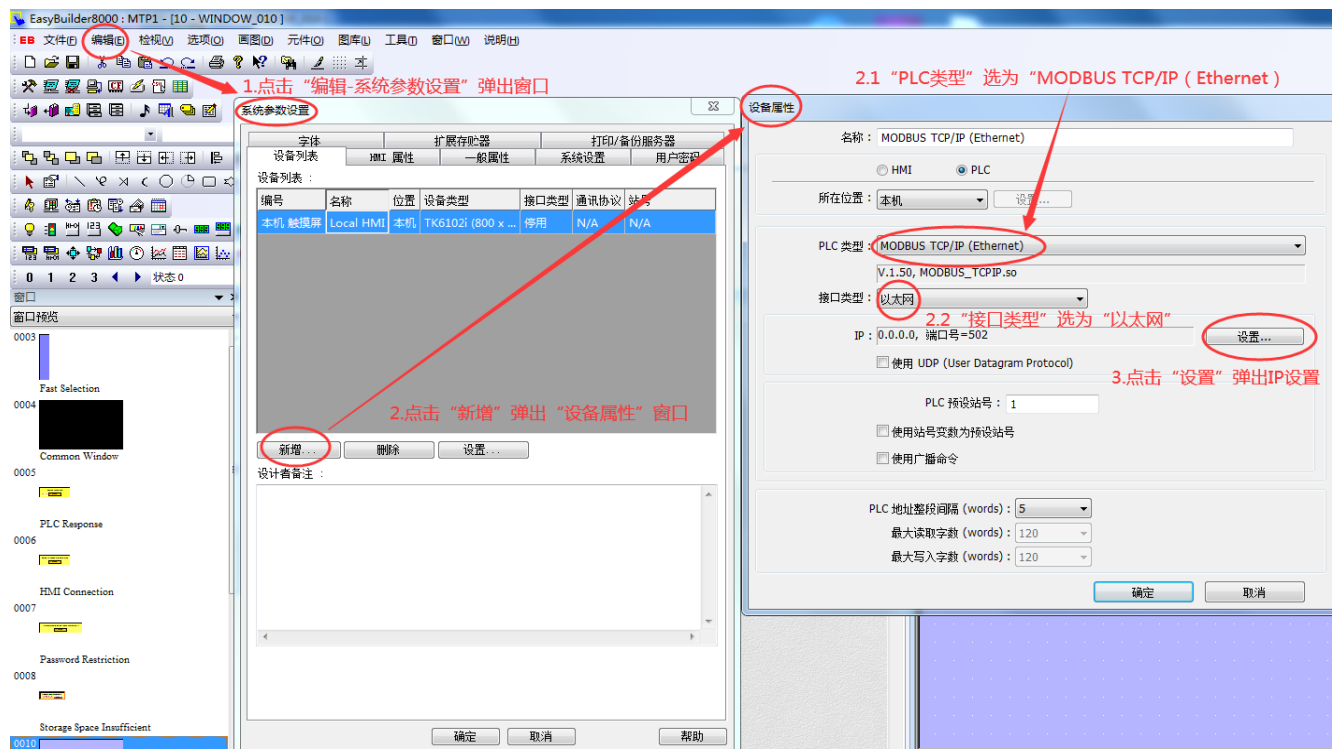 EasyBuilder8000 : MTP1 - [10 - WINDOW_010 ]
EB 文件(F) 编辑(E) 检视(V) 选项(O) 画图(D) 元件(O) 图库(L) 工具(T) 窗口(W) 说明(H)
1.点击“编辑-系统参数设置”弹出窗口
2.1“PLC类型”选为“MODBUS TCP/IP ( Ethernet )
0 1 2 3 状态 0
窗口
窗口预览
0003
Fast Selection
0004
Common Window
0005
PLC Response
0006
HMI Connection
0007
Password Restriction
0008
Storage Space Insufficient
0010
系统参数设置
字体 扩展存贮器 打印/备份服务器
设备列表 HMI 属性 一般属性 系统设置 用户密码
设备列表 :
编号 名称 位置 设备类型 接口类型 通讯协议 站号
本机 触摸屏 Local HMI 本机 TK6102i (800 x ... 停用 N/A N/A
2.点击“新增”弹出“设备属性”窗口
新增... 删除 设置...
设计者备注 :
确定 取消 帮助
设备属性
名称 : MODBUS TCP/IP (Ethernet)
HMI PLC
所在位置 : 本机 设置...
PLC 类型 : MODBUS TCP/IP (Ethernet)
V.1.50, MODBUS_TCPIP.so
接口类型 : 以太网
2.2“接口类型”选为“以太网”
IP : 0.0.0.0, 端口号=502 设置...
使用 UDP (User Datagram Protocol)
3.点击“设置”弹出IP设置
PLC 预设站号 : 1
使用站号变数为预设站号
使用广播命令
PLC 地址整段间隔 (words) : 5
最大读取字数 (words) : 120
最大写入字数 (words) : 120
确定 取消